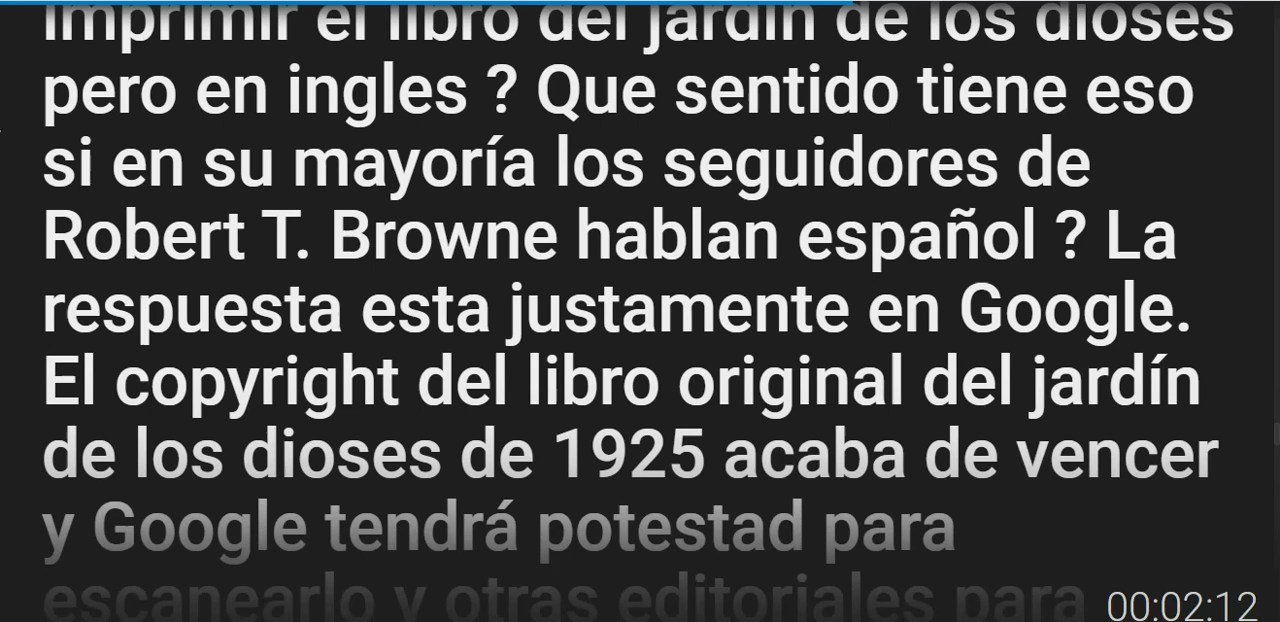 imprimir el libro del jardín de los dioses
pero en ingles ? Que sentido tiene eso
si en su mayoría los seguidores de
Robert T. Browne hablan español ? La
respuesta esta justamente en Google.
El copyright del libro original del jardín
de los dioses de 1925 acaba de vencer
y Google tendrá potestad para
escanearlo y otras editoriales para
00:02:12